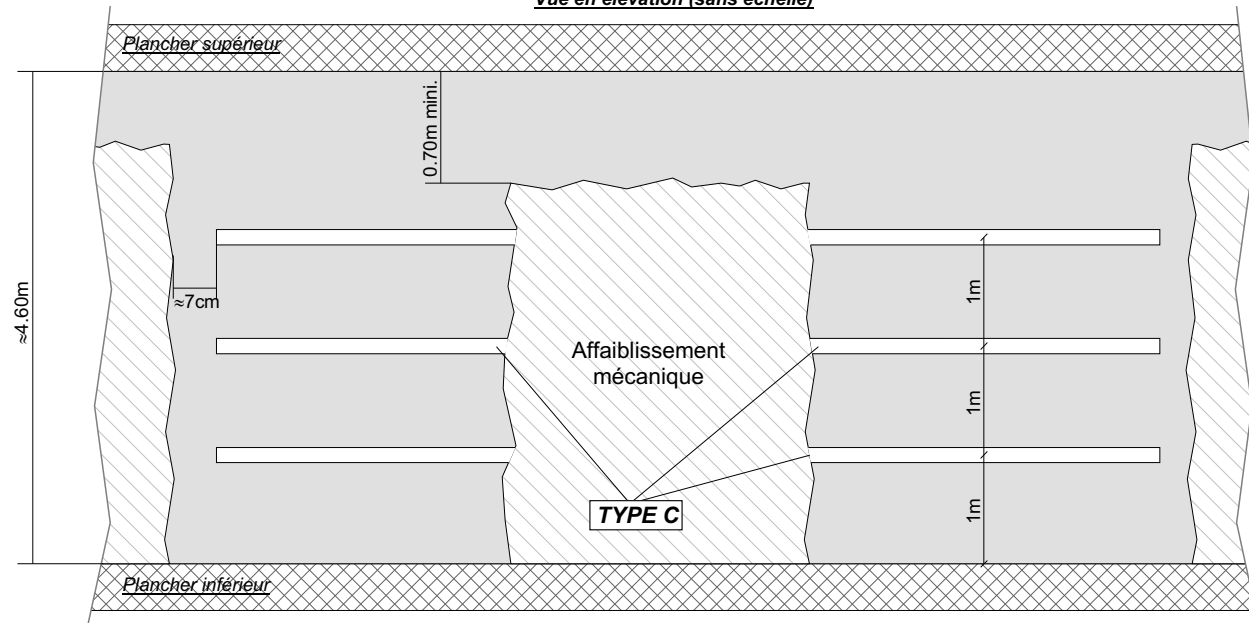 Vue en élévation (sans échelle)
Plancher supérieur
0.70m mini.
≈4.60m
≈7cm
1m
Affaiblissement
mécanique
1m
1m
TYPE C
Plancher inférieur